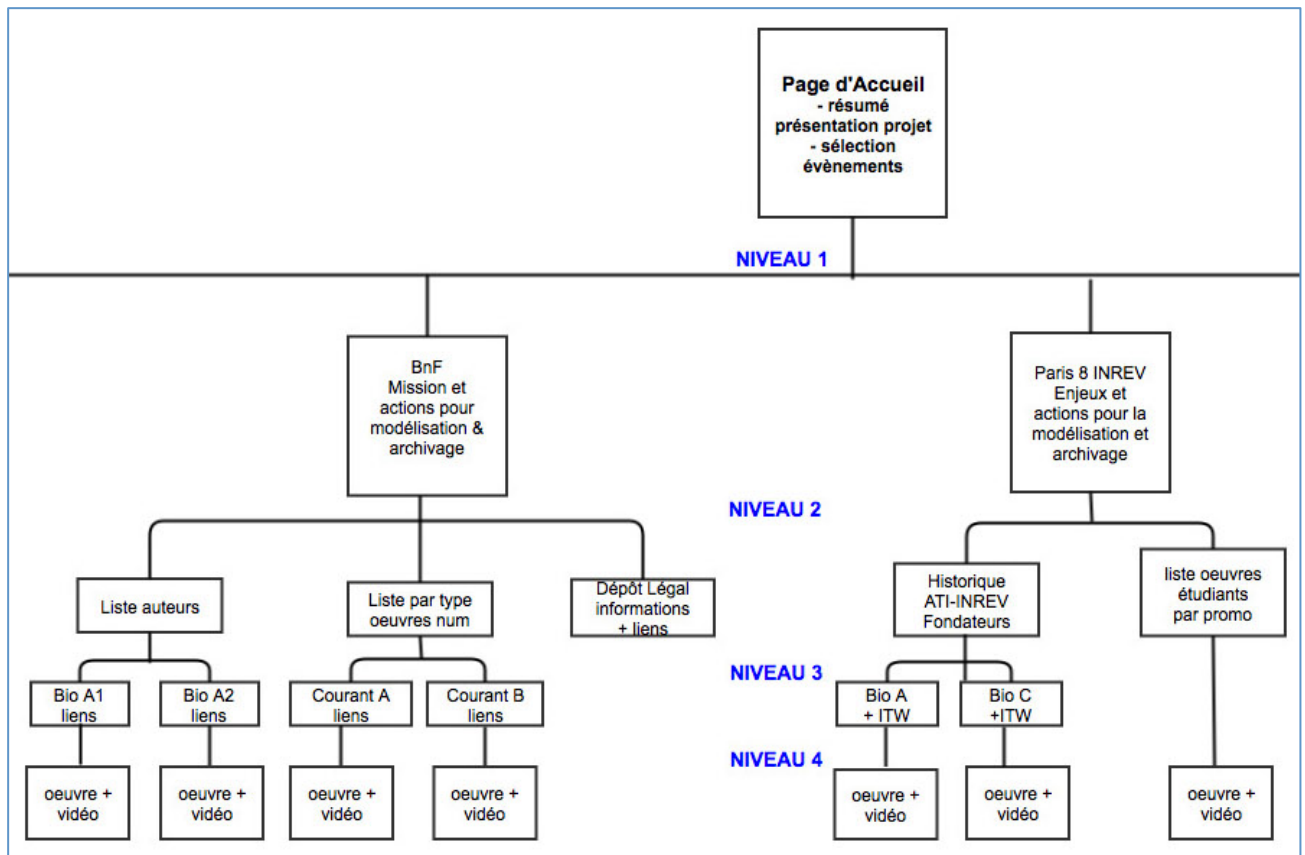 Page d'Accueil
- résumé
présentation projet
- sélection
évènements
NIVEAU 1
BnF
Mission et
actions pour
modélisation &
archivage
Paris 8 INREV
Enjeux et
actions pour la
modélisation et
archivage
NIVEAU 2
Liste auteurs
Liste par type
oeuvres num
Dépôt Légal
informations
+ liens
Historique
ATI-INREV
Fondateurs
liste oeuvres
étudiants
par promo
NIVEAU 3
Bio A1
liens
Bio A2
liens
Courant A
liens
Courant B
liens
Bio A
+ ITW
Bio C
+ITW
NIVEAU 4
oeuvre +
vidéo
oeuvre +
vidéo
oeuvre +
vidéo
oeuvre +
vidéo
oeuvre +
vidéo
oeuvre +
vidéo
oeuvre +
vidéo